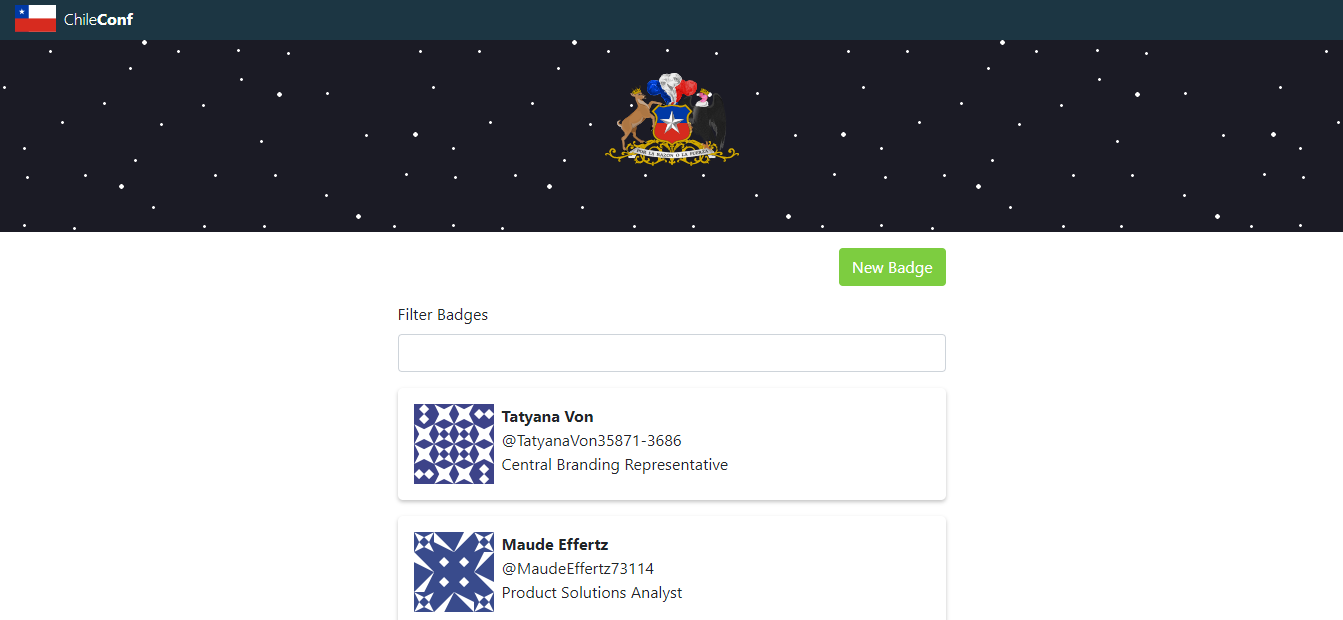 ChileConf
POR LA RAZON O LA FUERZA
New Badge
Filter Badges
Tatyana Von
@TatyanaVon35871-3686
Central Branding Representative
Maude Effertz
@MaudeEffertz73114
Product Solutions Analyst